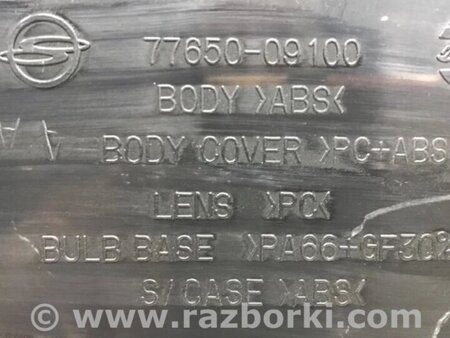 77650-09100
BODY >ABS<
BODY COVER >PC+ABS
LENS >PC<
BULB BASE >PA66+GF30%
S/CASE >ABS<
www.razborki.com